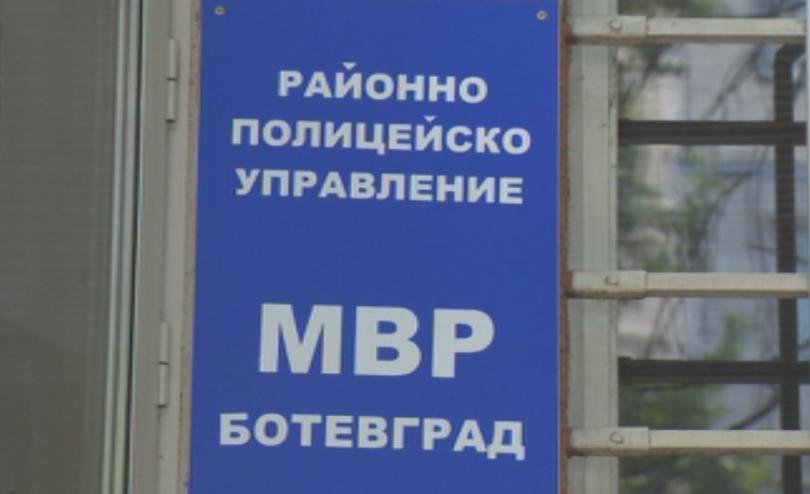 РАЙОННО
ПОЛИЦЕЙСКО
УПРАВЛЕНИЕ
МВР
БОТЕВГРАД